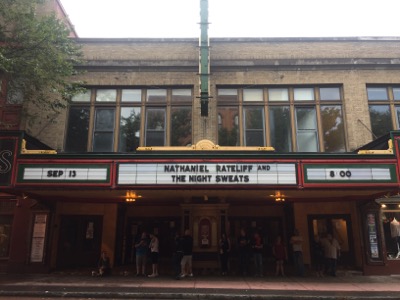 SEP 13
NATHANIEL RATELIFF AND
THE NIGHT SWEATS
8 00